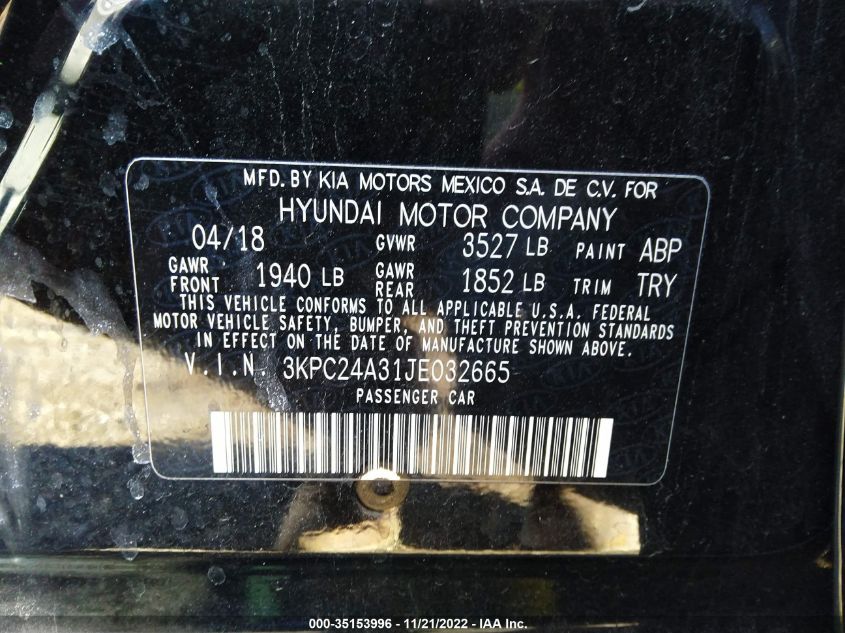 MFD. BY KIA MOTORS MEXICO S.A. DE C.V. FOR
HYUNDAI MOTOR COMPANY
04/18 GVWR 3527 LB PAINT ABP
GAWR FRONT 1940 LB GAWR REAR 1852 LB TRIM TRY
THIS VEHICLE CONFORMS TO ALL APPLICABLE U.S.A. FEDERAL
MOTOR VEHICLE SAFETY, BUMPER, AND THEFT PREVENTION STANDARDS
IN EFFECT ON THE DATE OF MANUFACTURE SHOWN ABOVE.
V.I.N. 3KPC24A31JE032665
PASSENGER CAR
000-35153996 - 11/21/2022 - IAA Inc.